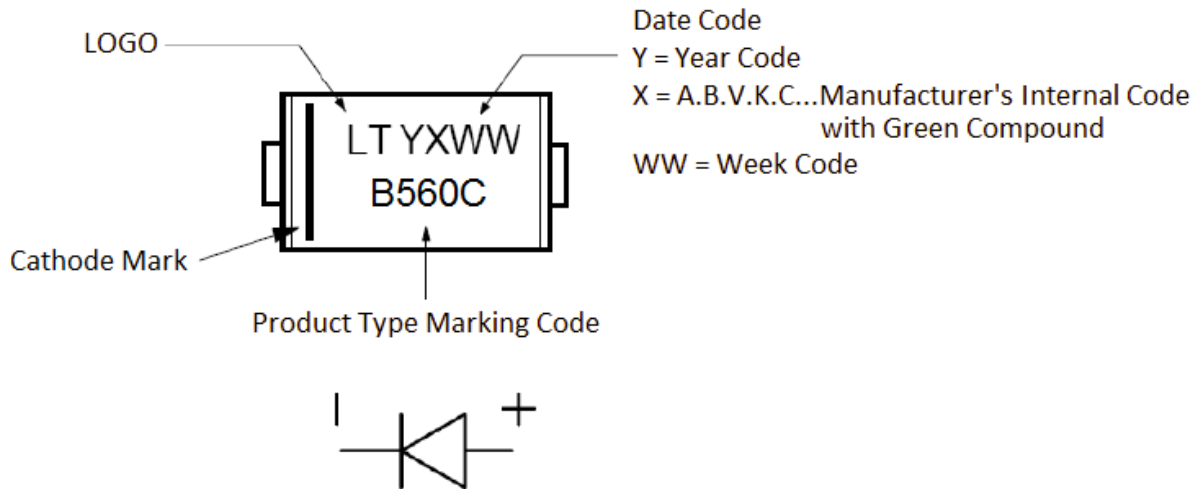 LOGO
Date Code
Y = Year Code
X = A.B.V.K.C...Manufacturer's Internal Code
with Green Compound
WW = Week Code
LT YXWW
B560C
Cathode Mark
Product Type Marking Code
- +